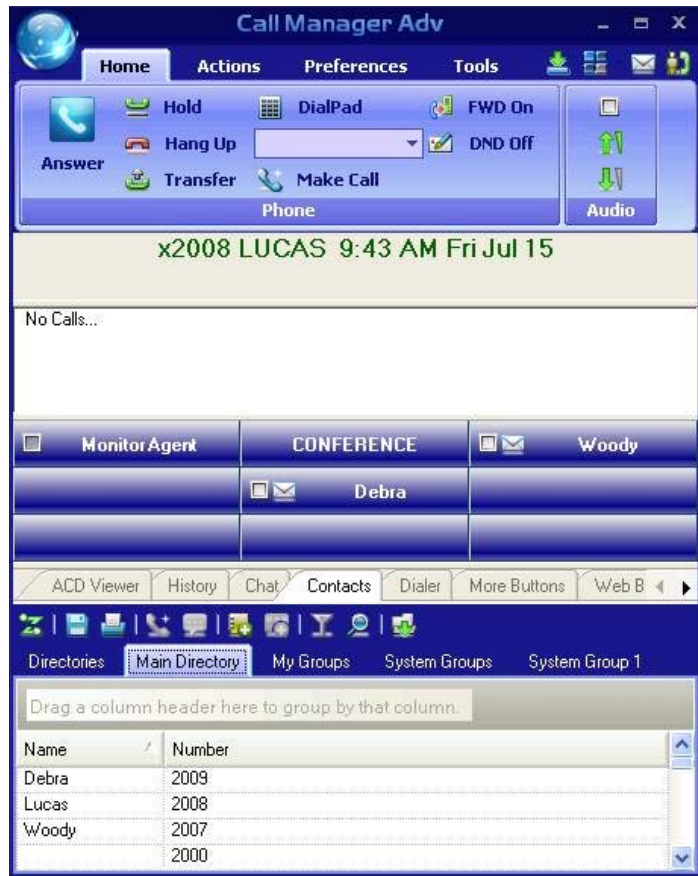 Call Manager Adv
Home Actions Preferences Tools
Hold DialPad FWD On
Answer Hang Up DND Off
Transfer Make Call
Phone Audio
x2008 LUCAS 9:43 AM Fri Jul 15
No Calls...
MonitorAgent CONFERENCE Woody
Debra
ACD Viewer History Chat Contacts Dialer More Buttons Web B
Directories Main Directory My Groups System Groups System Group 1
Drag a column header here to group by that column.
Name Number
Debra 2009
Lucas 2008
Woody 2007
2000